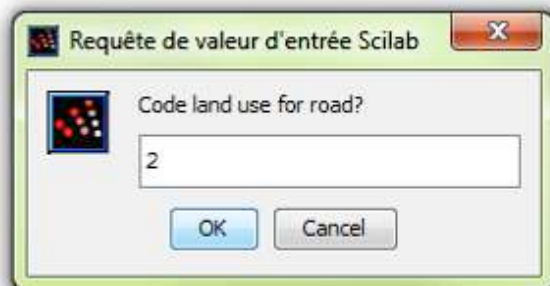 Requête de valeur d'entrée Scilab
Code land use for road?
2
OK Cancel